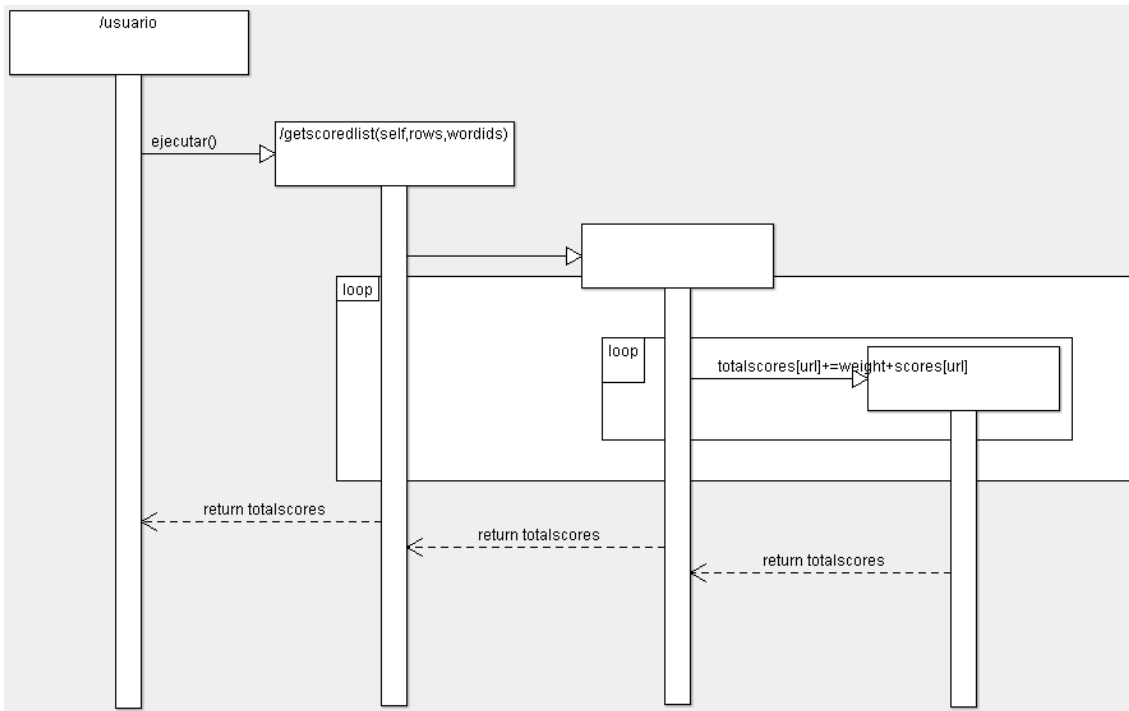 /usuario
ejecutar()
/getscoredlist(self,rows,wordids)
loop
loop
totalscores[url]+=weight+scores[url]
return totalscores
return totalscores
return totalscores